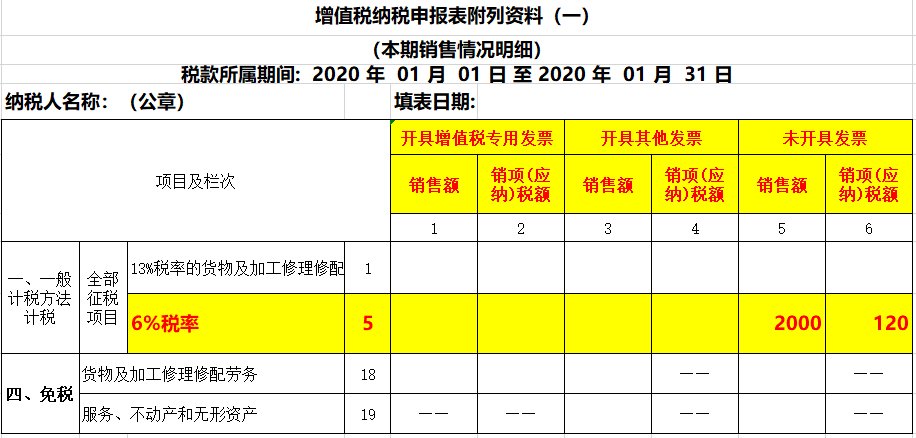 增值税纳税申报表附列资料（一）
（本期销售情况明细）
税款所属期间: 2020 年 01 月 01 日 至 2020 年 01 月 31 日
纳税人名称：（公章） 填表日期:
项目及栏次 开具增值税专用发票 开具其他发票 未开具发票
销售额 销项(应纳)税额 销售额 销项(应纳)税额 销售额 销项(应纳)税额
1 2 3 4 5 6
一、一般计税方法计税 全部征税项目 13%税率的货物及加工修理修配 1
6%税率 5 2000 120
四、免税 货物及加工修理修配劳务 18 —— ——
服务、不动产和无形资产 19 —— —— —— ——